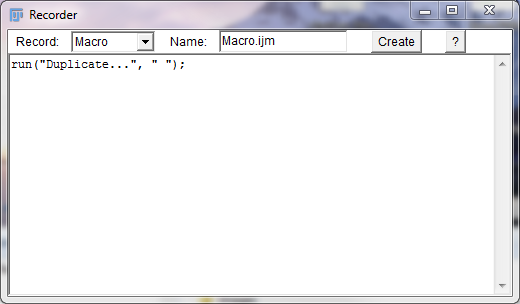 Recorder
Record: Macro Name: Macro.ijm Create ?
run("Duplicate...", " ");